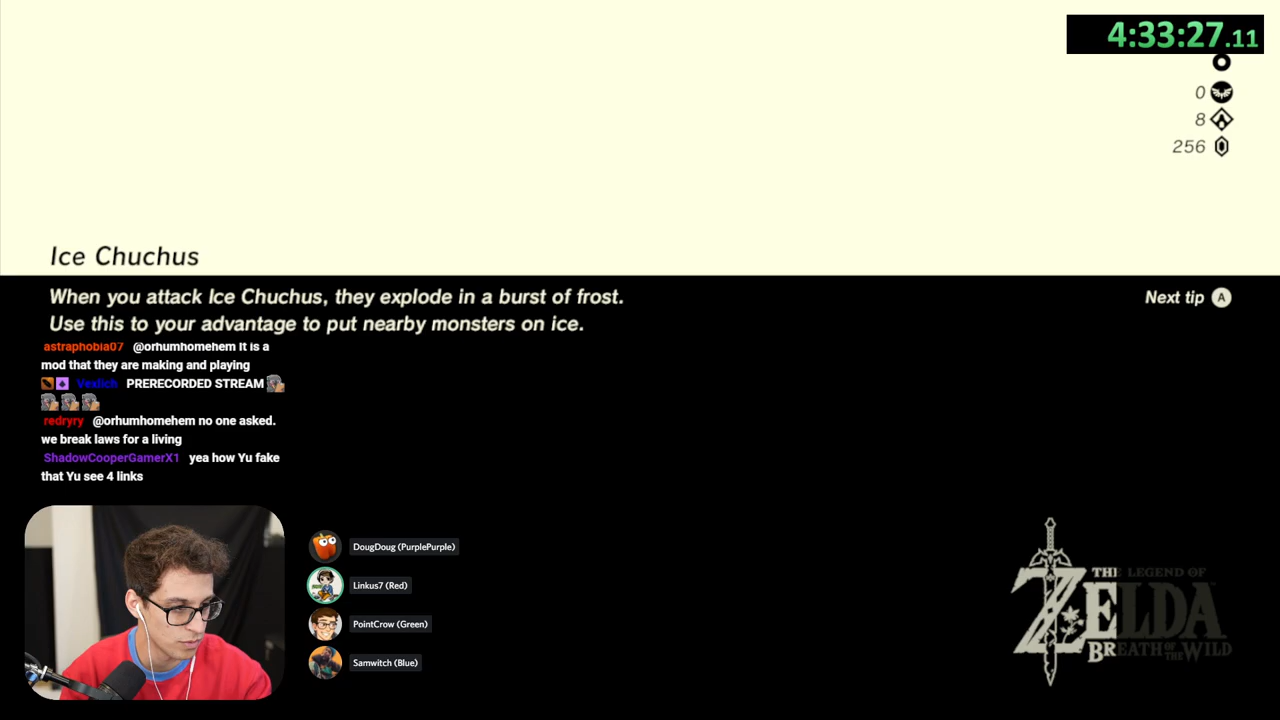 4:33:27.11
0
8
256
Ice Chuchus
When you attack Ice Chuchus, they explode in a burst of frost.
Use this to your advantage to put nearby monsters on ice.
Next tip A
astraphobia07 @orhumhomehem It is a
mod that they are making and playing
Vexlich PRERECORDED STREAM
redryry @orhumhomehem no one asked.
we break laws for a living
ShadowCooperGamerX1 yea how Yu fake
that Yu see 4 links
DougDoug (PurplePurple)
Linkus7 (Red)
PointCrow (Green)
Samwitch (Blue)
THE LEGEND OF
ZELDA
BREATH OF THE WILD